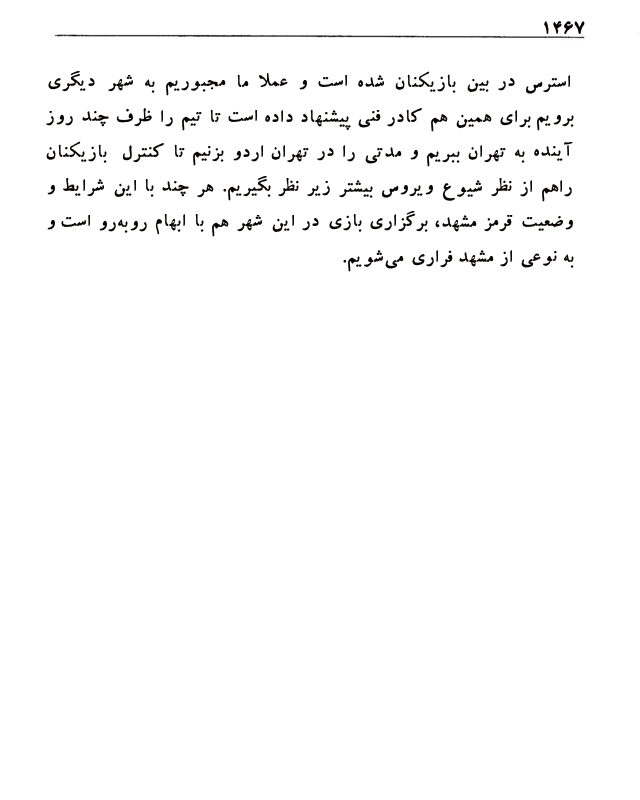 ۱۴۶۷
استرس در بین بازیکنان شده است و عملا ما مجبوریم به شهر دیگری
برویم برای همین هم کادر فنی پیشنهاد داده است تا تیم را ظرف چند روز
آینده به تهران ببریم و مدتی را در تهران اردو بزنیم تا کنترل بازیکنان
راهم از نظر شیوع ویروس بیشتر زیر نظر بگیریم. هر چند با این شرایط و
وضعیت قرمز مشهد، برگزاری بازی در این شهر هم با ابهام روبه‌رو است و
به نوعی از مشهد فراری می‌شویم.